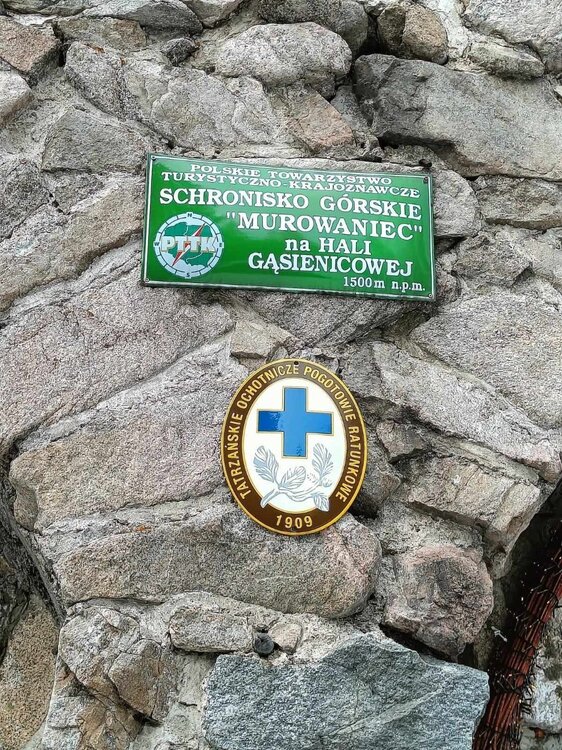 POLSKIE TOWARZYSTWO
TURYSTYCZNO-KRAJOZNAWCZE
SCHRONISKO GÓRSKIE
"MUROWANIEC"
na HALI
GĄSIENICOWEJ
1500m n.p.m.
PTTK
TATRZAŃSKIE OCHOTNICZE POGOTOWIE RATUNKOWE
1909